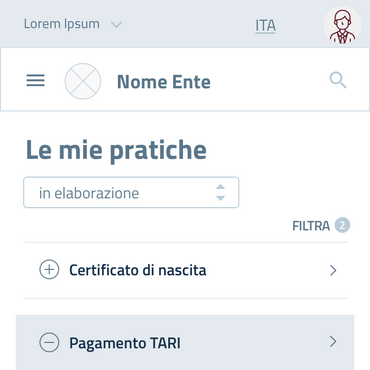 Lorem Ipsum
ITA
Nome Ente
Le mie pratiche
in elaborazione
FILTRA 2
Certificato di nascita
Pagamento TARI